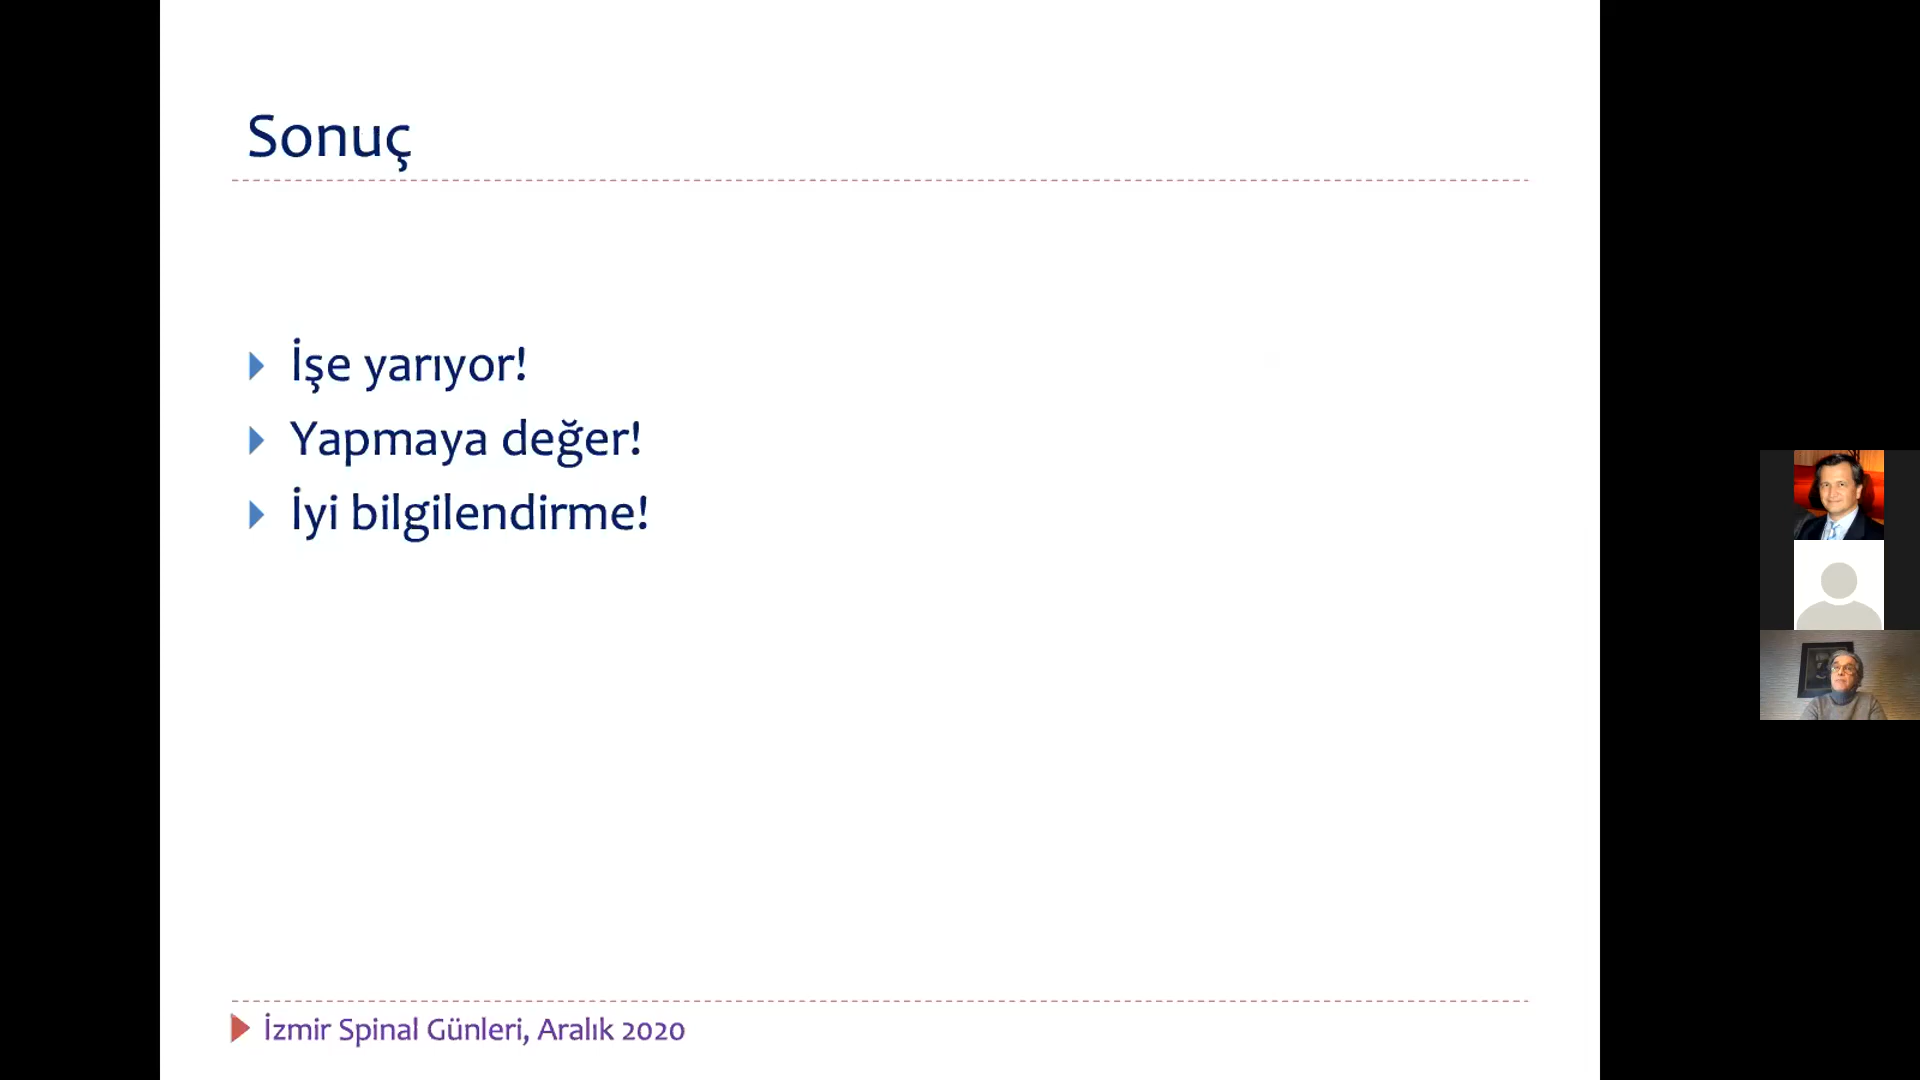 Sonuç
İşe yarıyor!
Yapmaya değer!
İyi bilgilendirme!
İzmir Spinal Günleri, Aralık 2020